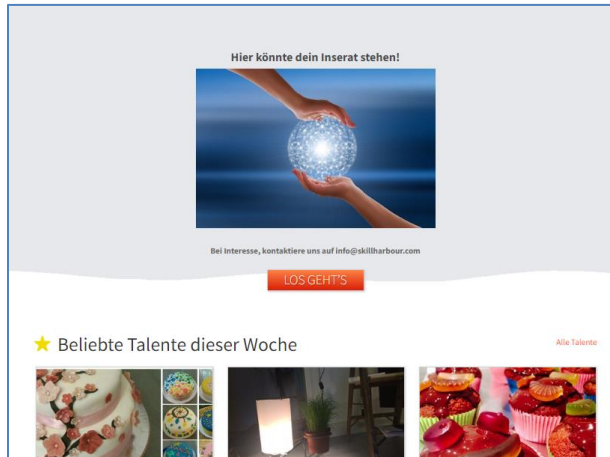 Hier könnte dein Inserat stehen!
Bei Interesse, kontaktiere uns auf info@skillharbour.com
LOS GEHT'S
Beliebte Talente dieser Woche
Alle Talente